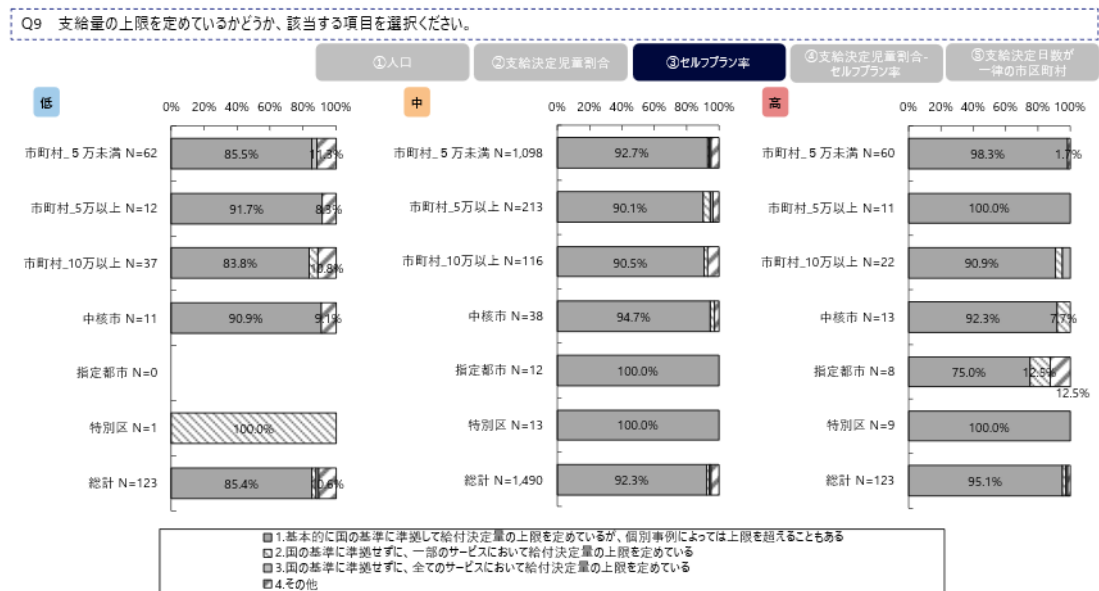 Q9 支給量の上限を定めているかどうか、該当する項目を選択ください。
①人口
②支給決定児童割合
③セルフプラン率
④支給決定児童割合-
セルフプラン率
⑤支給決定日数が
一律の市区町村
低
0% 20% 40% 60% 80% 100%
市町村_５万未満 N=62 85.5% 11.3%
市町村_5万以上 N=12 91.7% 8.3%
市町村_10万以上 N=37 83.8% 10.8%
中核市 N=11 90.9% 9.1%
指定都市 N=0
特別区 N=1 100.0%
総計 N=123 85.4% 10.6%
中
0% 20% 40% 60% 80% 100%
市町村_５万未満 N=1,098 92.7%
市町村_5万以上 N=213 90.1%
市町村_10万以上 N=116 90.5%
中核市 N=38 94.7%
指定都市 N=12 100.0%
特別区 N=13 100.0%
総計 N=1,490 92.3%
高
0% 20% 40% 60% 80% 100%
市町村_５万未満 N=60 98.3% 1.7%
市町村_5万以上 N=11 100.0%
市町村_10万以上 N=22 90.9%
中核市 N=13 92.3% 7.7%
指定都市 N=8 75.0% 12.5%
12.5%
特別区 N=9 100.0%
総計 N=123 95.1%
1.基本的に国の基準に準拠して給付決定量の上限を定めているが、個別事例によっては上限を超えることもある
2.国の基準に準拠せずに、一部のサービスにおいて給付決定量の上限を定めている
3.国の基準に準拠せずに、全てのサービスにおいて給付決定量の上限を定めている
4.その他